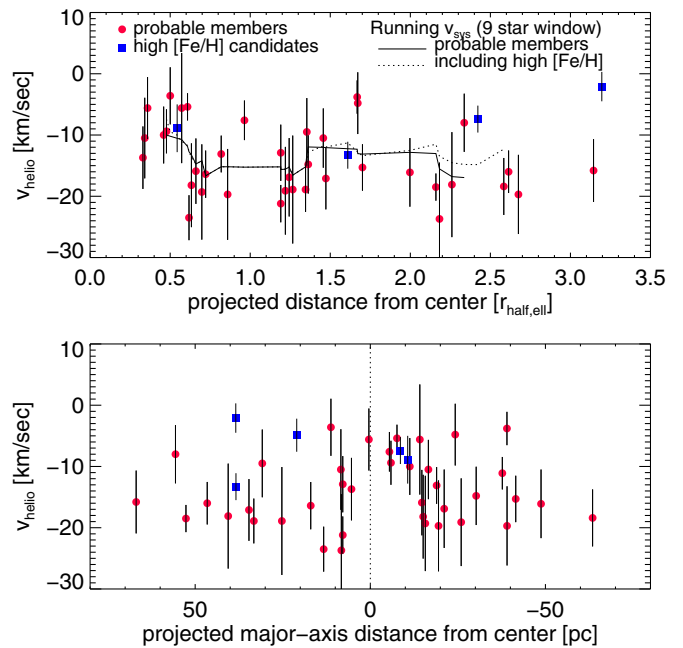 probable members
high [Fe/H] candidates
Running v_sys (9 star window)
probable members
including high [Fe/H]
10
0
−10
−20
−30
v_helio [km/sec]
0.0 0.5 1.0 1.5 2.0 2.5 3.0 3.5
projected distance from center [r_half,ell]
10
0
−10
−20
−30
v_helio [km/sec]
50 0 −50
projected major−axis distance from center [pc]